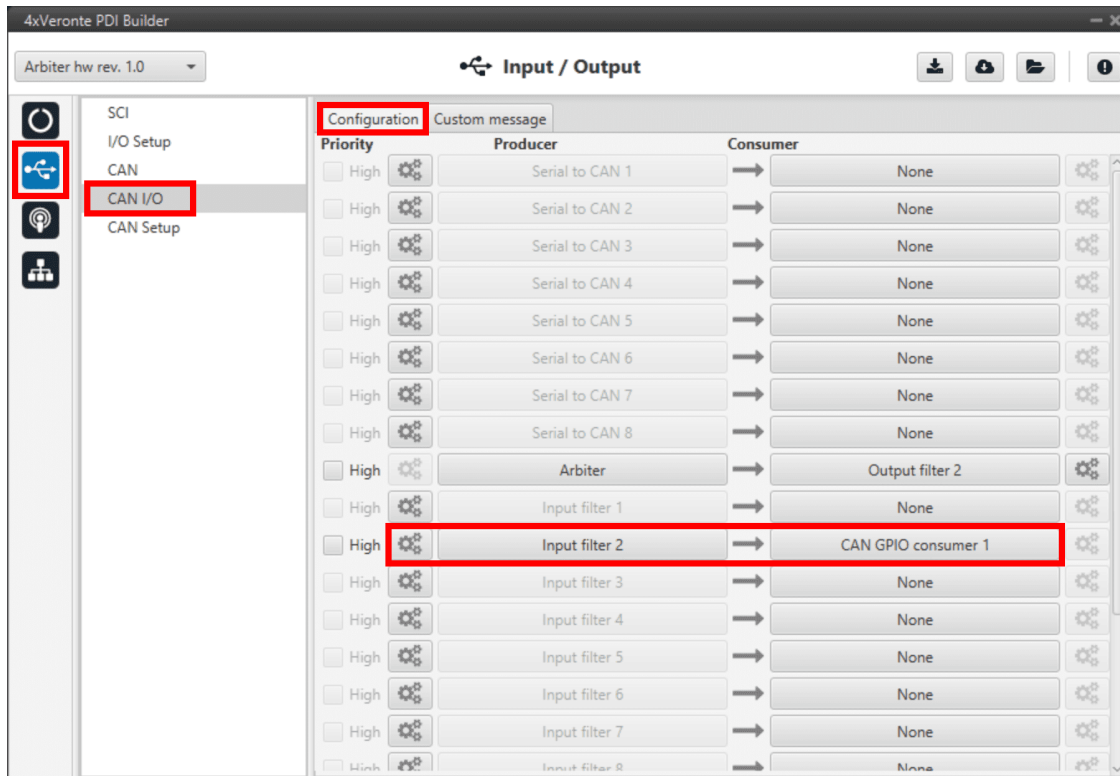 4xVeronte PDI Builder
Arbiter hw rev. 1.0
Input / Output
SCI
I/O Setup
CAN
CAN I/O
CAN Setup
Configuration Custom message
Priority Producer Consumer
High Serial to CAN 1 None
High Serial to CAN 2 None
High Serial to CAN 3 None
High Serial to CAN 4 None
High Serial to CAN 5 None
High Serial to CAN 6 None
High Serial to CAN 7 None
High Serial to CAN 8 None
High Arbiter Output filter 2
High Input filter 1 None
High Input filter 2 CAN GPIO consumer 1
High Input filter 3 None
High Input filter 4 None
High Input filter 5 None
High Input filter 6 None
High Input filter 7 None
High Input filter 8 None